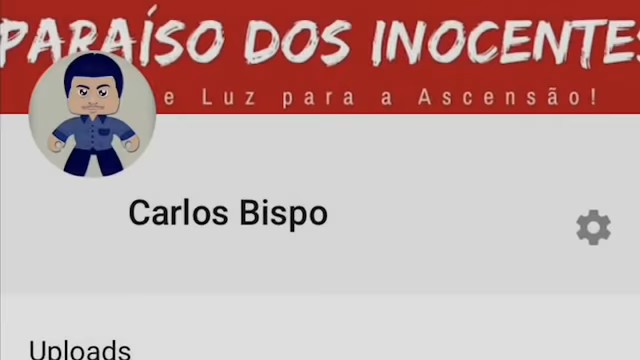 PARAÍSO DOS INOCENTES
e Luz para a Ascensão!
Carlos Bispo
Uploads